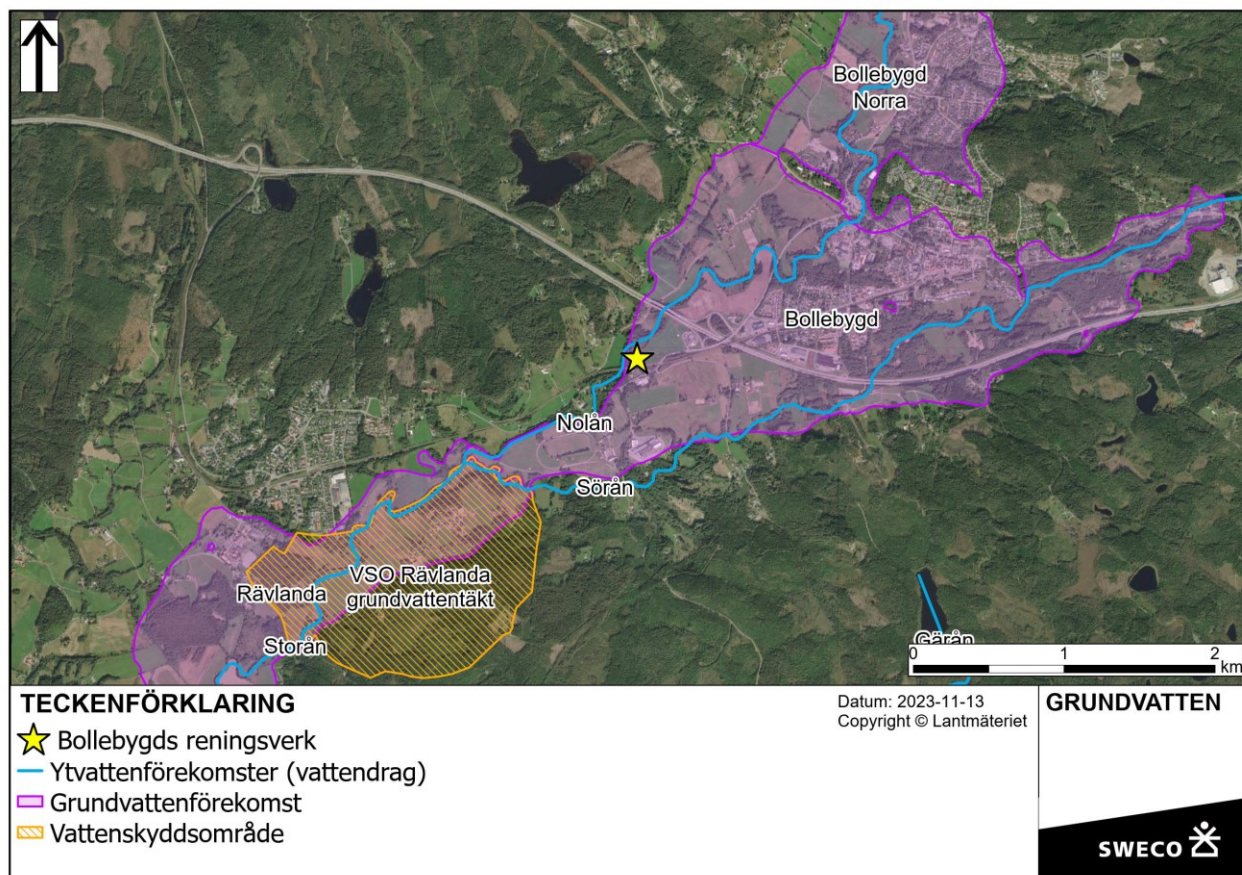 Bollebygd
Norra
Bollebygd
Nolån
Sörån
VSO Rävlanda
grundvattentäkt
Rävlanda
Storån
Gärån
0 1 2
km
TECKENFÖRKLARING
Bollebygds reningsverk
Ytvattenförekomster (vattendrag)
Grundvattenförekomst
Vattenskyddsområde
Datum: 2023-11-13
Copyright © Lantmäteriet
GRUNDVATTEN
SWECO